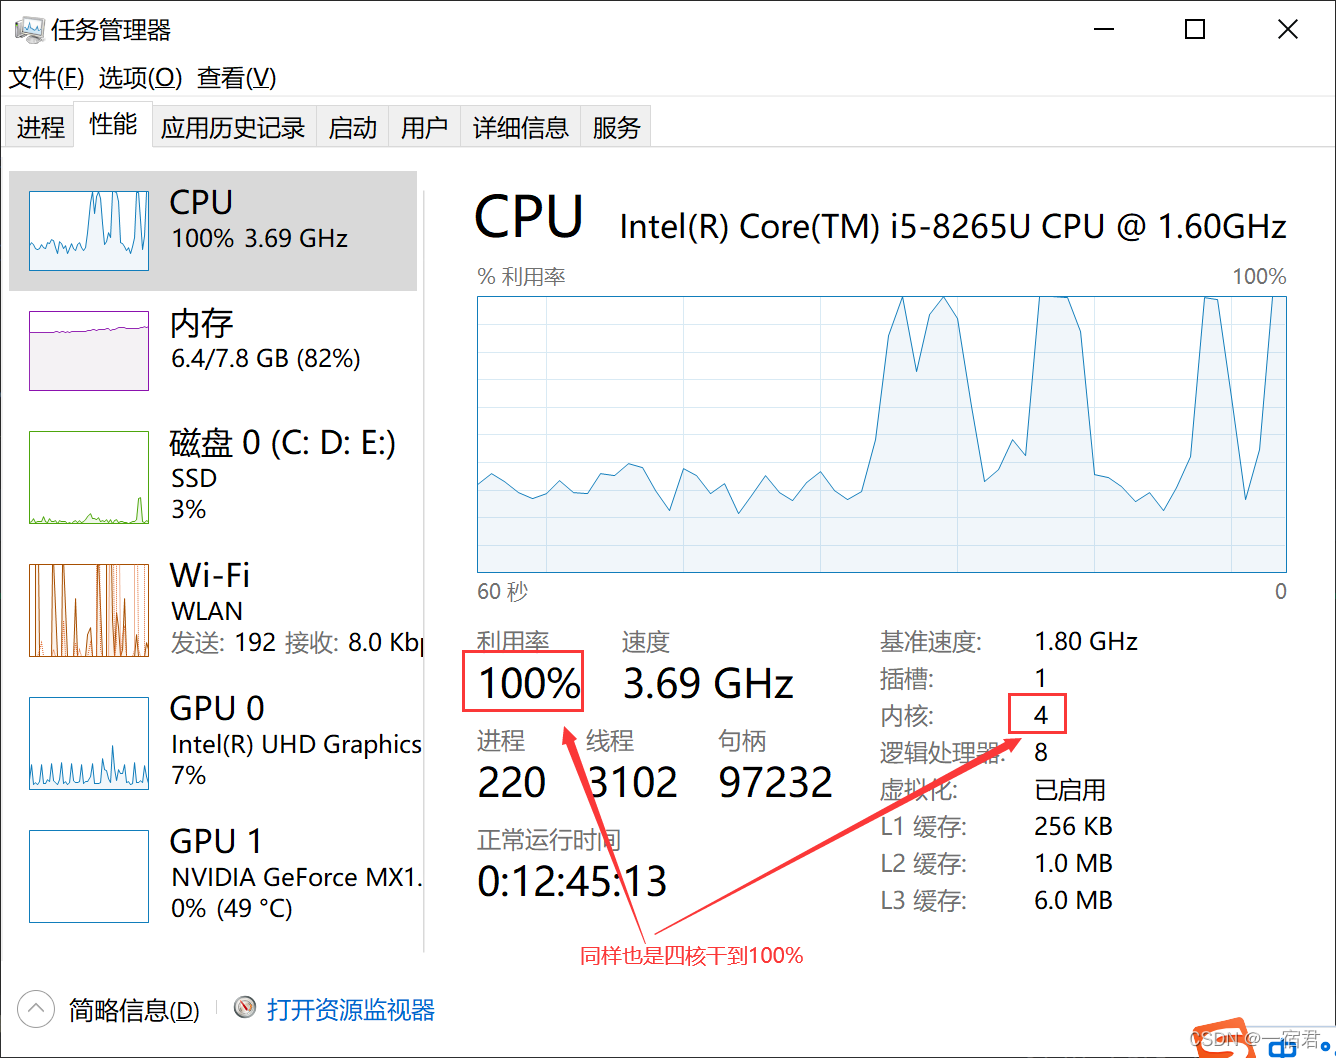 任务管理器
文件(F) 选项(O) 查看(V)
进程 性能 应用历史记录 启动 用户 详细信息 服务
CPU
100% 3.69 GHz
内存
6.4/7.8 GB (82%)
磁盘 0 (C: D: E:)
SSD
3%
Wi-Fi
WLAN
发送: 192 接收: 8.0 Kbp
GPU 0
Intel(R) UHD Graphics
7%
GPU 1
NVIDIA GeForce MX1.
0% (49 °C)
CPU Intel(R) Core(TM) i5-8265U CPU @ 1.60GHz
% 利用率 100%
60 秒 0
利用率 速度
100% 3.69 GHz
进程 线程 句柄
220 3102 97232
正常运行时间
0:12:45:13
基准速度: 1.80 GHz
插槽: 1
内核: 4
逻辑处理器: 8
虚拟化: 已启用
L1 缓存: 256 KB
L2 缓存: 1.0 MB
L3 缓存: 6.0 MB
同样也是四核干到100%
简略信息(D) 打开资源监视器
CSDN @一宿君
中